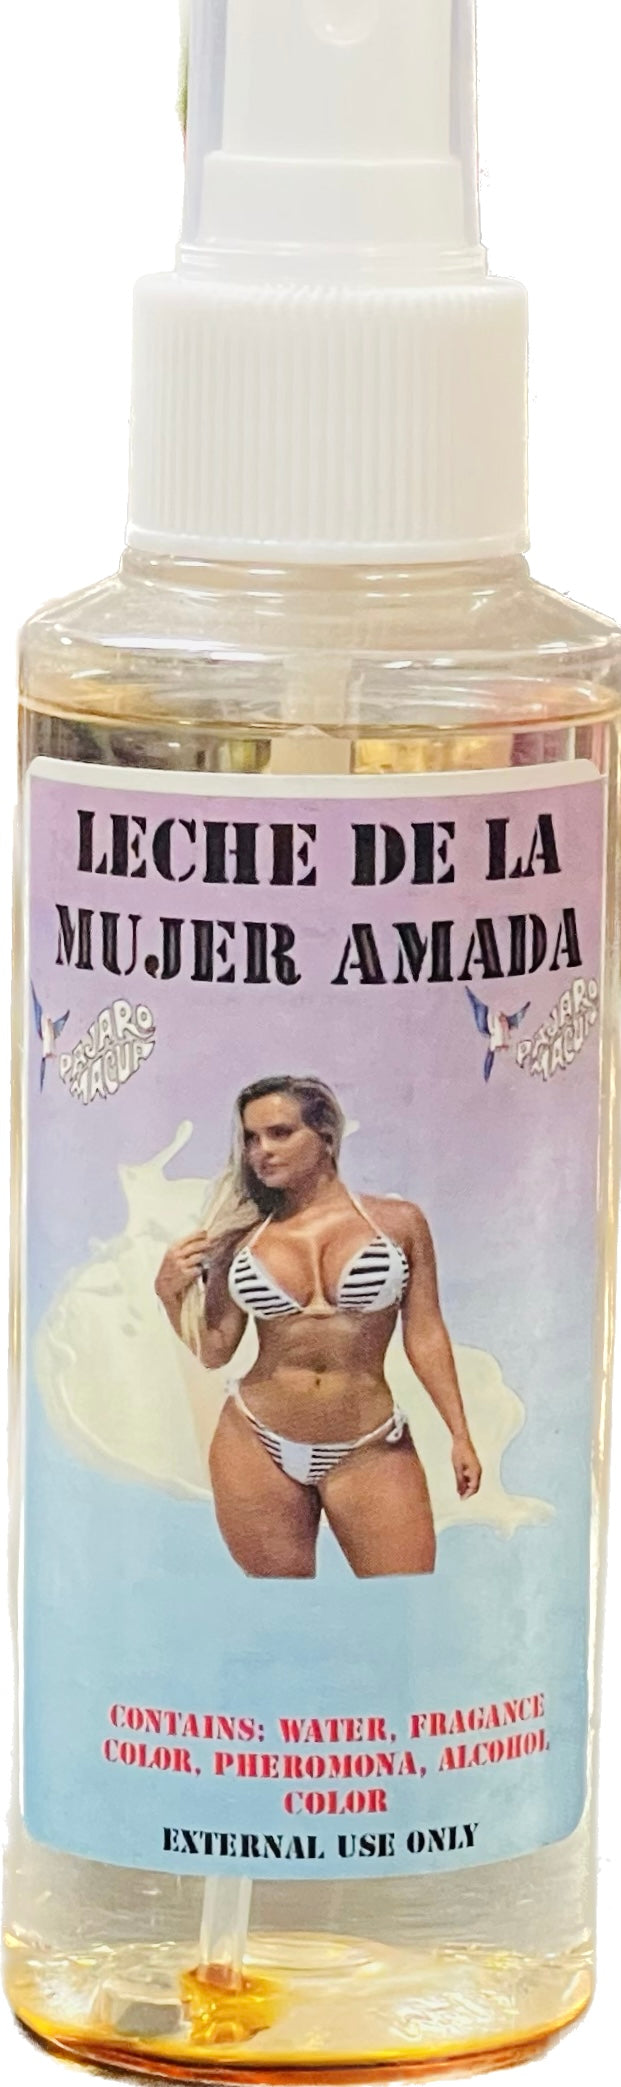 LECHE DE LA
MUJER AMADA
PAJARO
MACUA
PAJARO
MACUA
CONTAINS: WATER, FRAGANCE
COLOR, PHEROMONA, ALCOHOL
COLOR
EXTERNAL USE ONLY